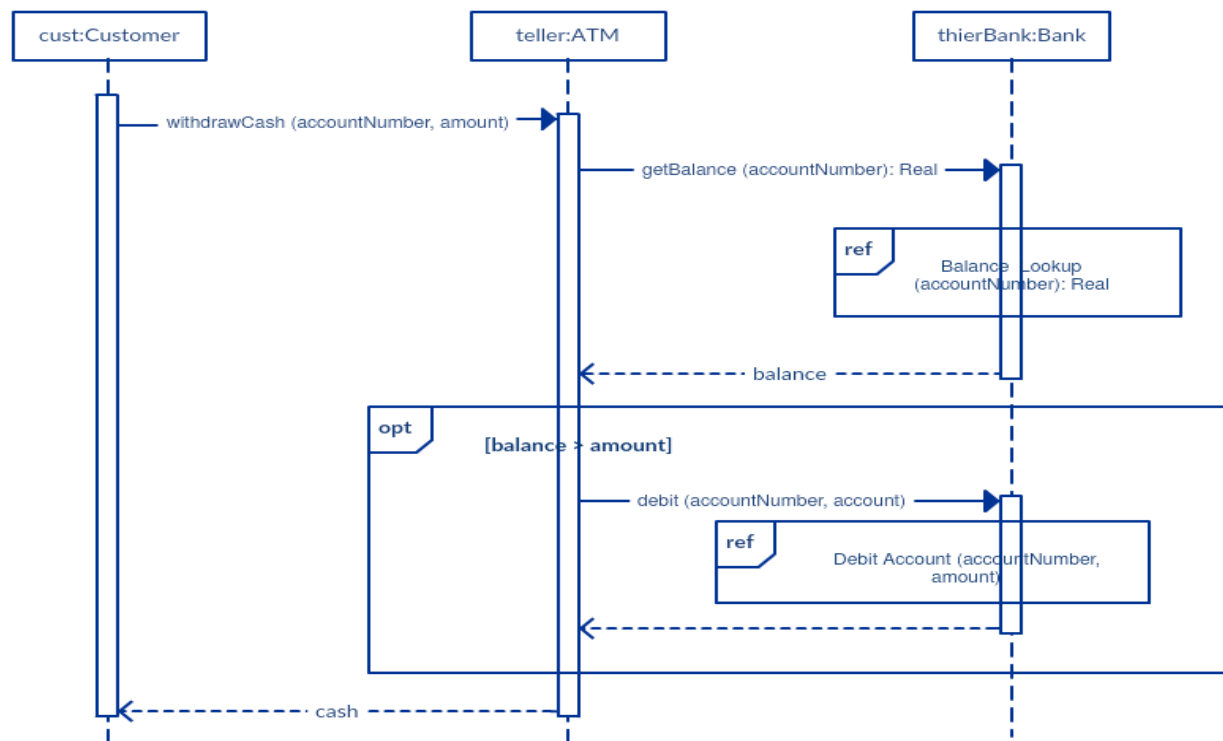 cust:Customer
teller:ATM
thierBank:Bank
withdrawCash (accountNumber, amount)
getBalance (accountNumber): Real
ref
Balance Lookup
(accountNumber): Real
balance
opt
[balance > amount]
debit (accountNumber, account)
ref
Debit Account (accountNumber,
amount)
cash